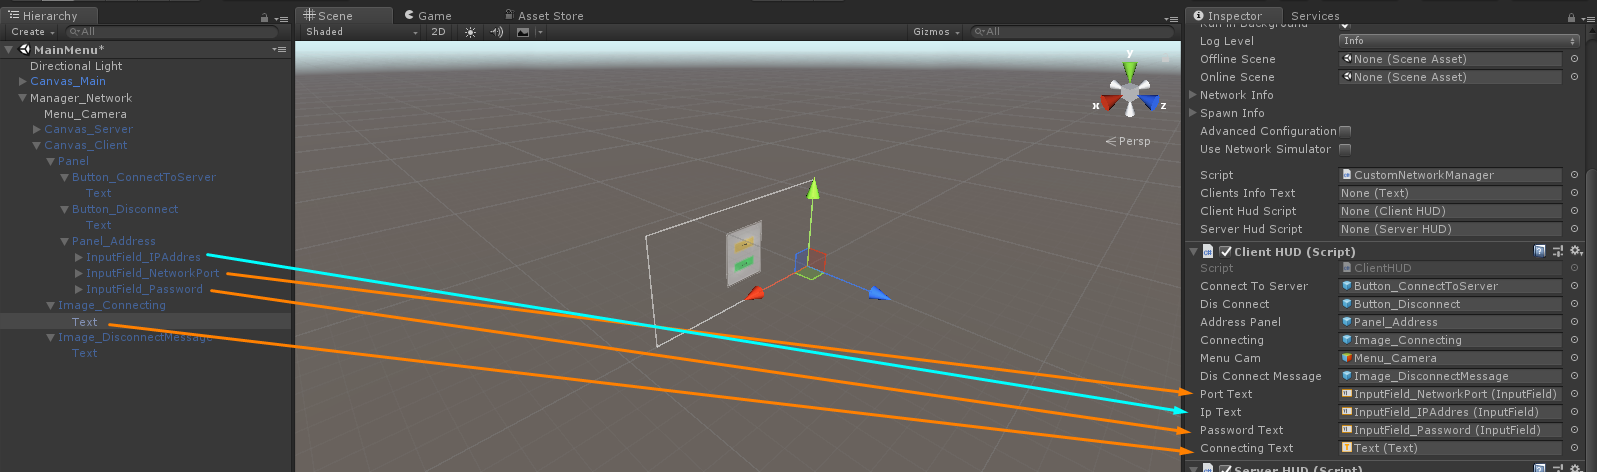 Hierarchy
Create
All
MainMenu*
Directional Light
Canvas_Main
Manager_Network
Menu_Camera
Canvas_Server
Canvas_Client
Panel
Button_ConnectToServer
Text
Button_Disconnect
Text
Panel_Address
InputField_IPAddres
InputField_NetworkPort
InputField_Password
Image_Connecting
Text
Image_DisconnectMessage
Text
Scene
Game
Asset Store
Shaded
2D
Gizmos
All
y
x
z
Persp
Inspector
Services
Run in Background
Log Level
Info
Offline Scene
None (Scene Asset)
Online Scene
None (Scene Asset)
Network Info
Spawn Info
Advanced Configuration
Use Network Simulator
Script
CustomNetworkManager
Clients Info Text
None (Text)
Client Hud Script
None (Client HUD)
Server Hud Script
None (Server HUD)
Client HUD (Script)
Script
ClientHUD
Connect To Server
Button_ConnectToServer
Dis Connect
Button_Disconnect
Address Panel
Panel_Address
Connecting
Image_Connecting
Menu Cam
Menu_Camera
Dis Connect Message
Image_DisconnectMessage
Port Text
InputField_NetworkPort (InputField)
Ip Text
InputField_IPAddres (InputField)
Password Text
InputField_Password (InputField)
Connecting Text
Text (Text)
Server HUD (Script)